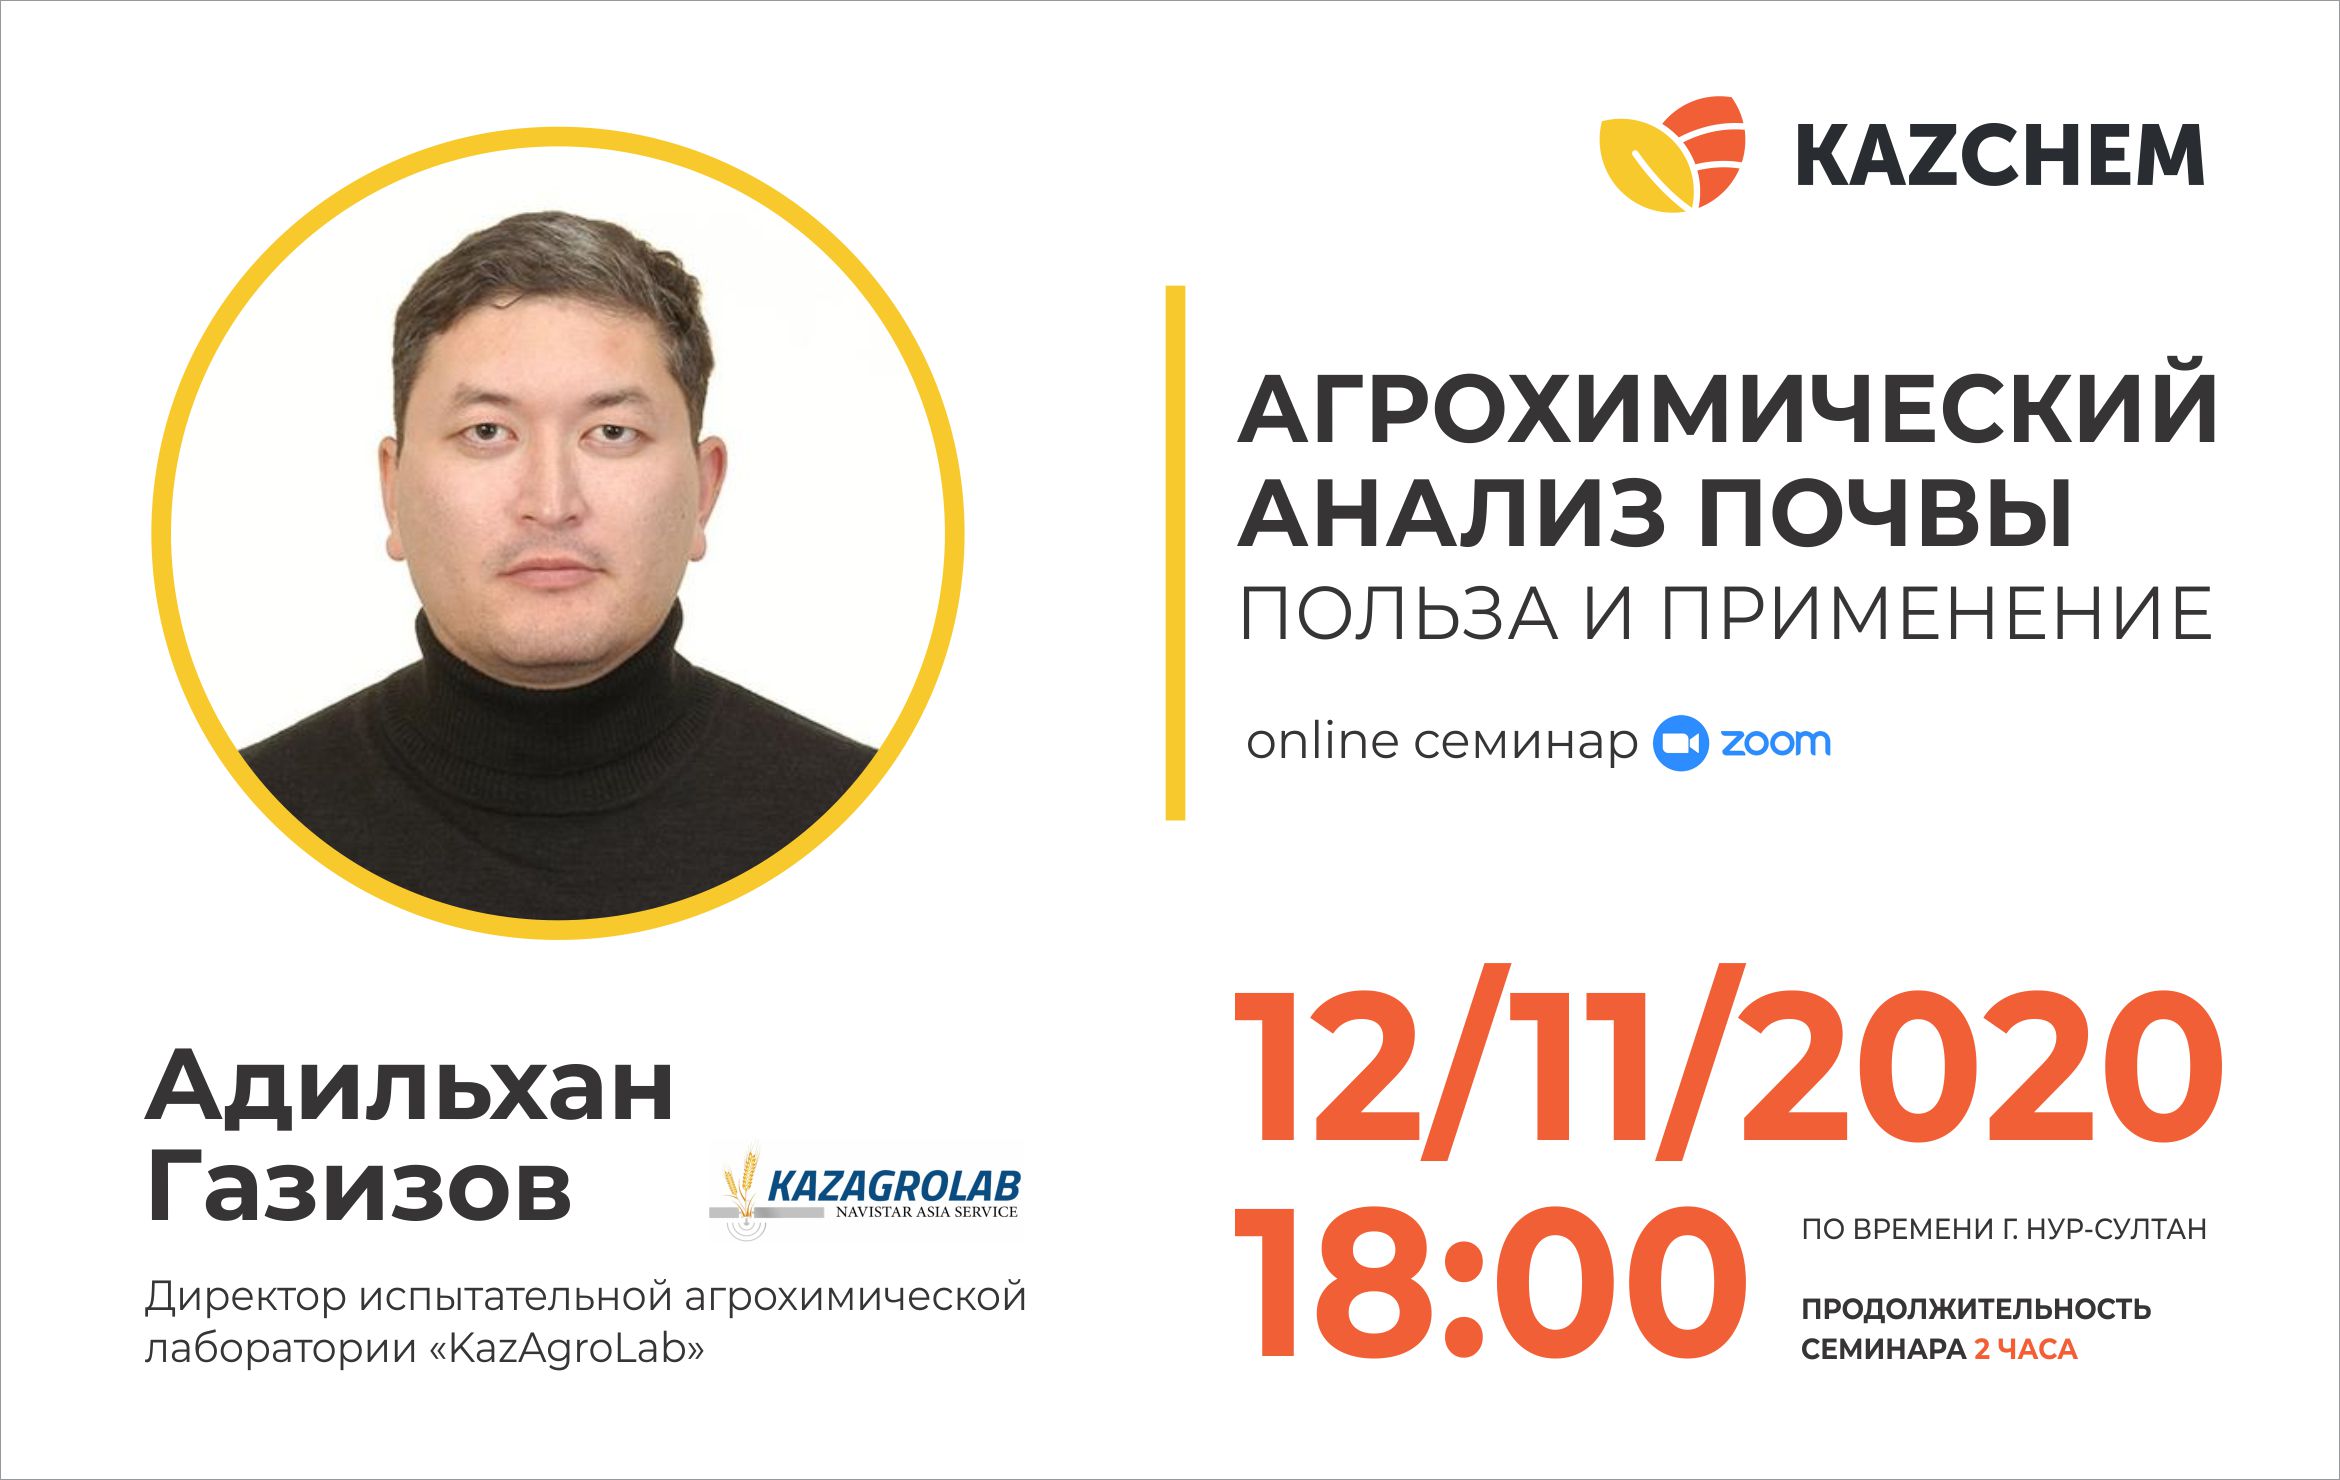 KAZCHEM
АГРОХИМИЧЕСКИЙ
АНАЛИЗ ПОЧВЫ
ПОЛЬЗА И ПРИМЕНЕНИЕ
online семинар zoom
Адильхан
Газизов
KAZAGROLAB
NAVISTAR ASIA SERVICE
Директор испытательной агрохимической
лаборатории «KazAgroLab»
12/11/2020
18:00
ПО ВРЕМЕНИ Г. НУР-СУЛТАН
ПРОДОЛЖИТЕЛЬНОСТЬ
СЕМИНАРА 2 ЧАСА